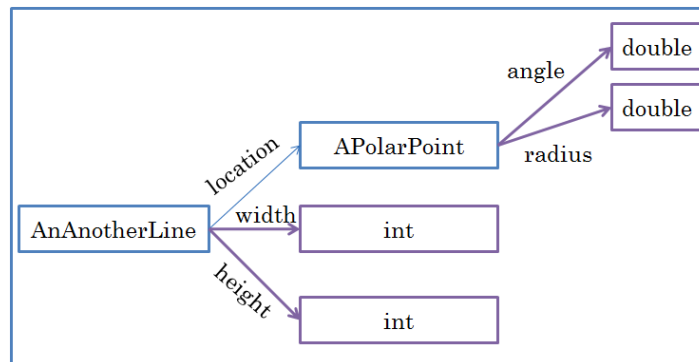 double
angle
double
APolarPoint
radius
location
width
AnAnotherLine
int
height
int